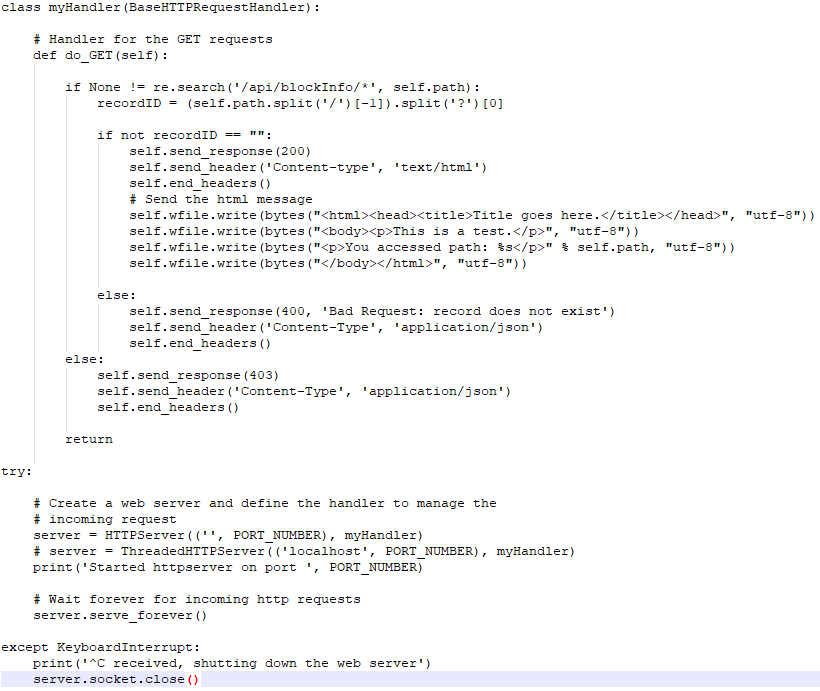 class myHandler(BaseHTTPRequestHandler):
    # Handler for the GET requests
    def do_GET(self):
        if None != re.search('/api/blockInfo/*', self.path):
            recordID = (self.path.split('/')[-1]).split('?')[0]
            if not recordID == "":
                self.send_response(200)
                self.send_header('Content-type', 'text/html')
                self.end_headers()
                # Send the html message
                self.wfile.write(bytes("<html><head><title>Title goes here.</title></head>", "utf-8"))
                self.wfile.write(bytes("<body><p>This is a test.</p>", "utf-8"))
                self.wfile.write(bytes("<p>You accessed path: %s</p>" % self.path, "utf-8"))
                self.wfile.write(bytes("</body></html>", "utf-8"))
            else:
                self.send_response(400, 'Bad Request: record does not exist')
                self.send_header('Content-Type', 'application/json')
                self.end_headers()
        else:
            self.send_response(403)
            self.send_header('Content-Type', 'application/json')
            self.end_headers()
        return
try:
    # Create a web server and define the handler to manage the
    # incoming request
    server = HTTPServer(('', PORT_NUMBER), myHandler)
    # server = ThreadedHTTPServer(('localhost', PORT_NUMBER), myHandler)
    print('Started httpserver on port ', PORT_NUMBER)
    # Wait forever for incoming http requests
    server.serve_forever()
except KeyboardInterrupt:
    print('^C received, shutting down the web server')
    server.socket.close()